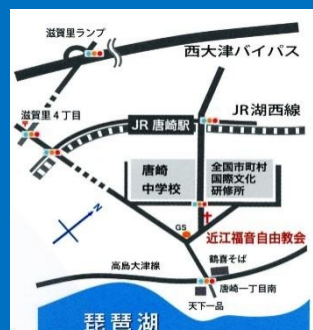 滋賀里ランプ
西大津バイパス
滋賀里4丁目
JR湖西線
JR 唐崎駅
唐崎
中学校
全国市町村
国際文化
研修所
N
GS
近江福音自由教会
鶴喜そば
高島大津線
唐崎一丁目南
天下一品
琵琶湖